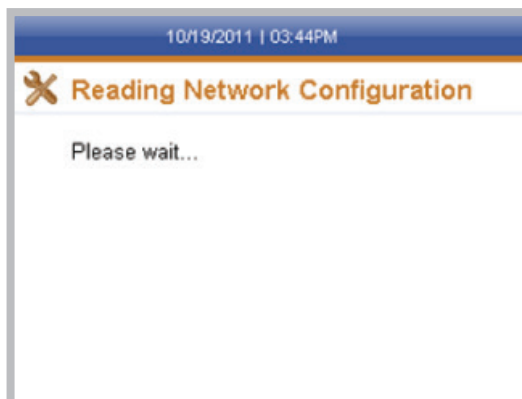 10/19/2011 | 03:44PM
Reading Network Configuration
Please wait...